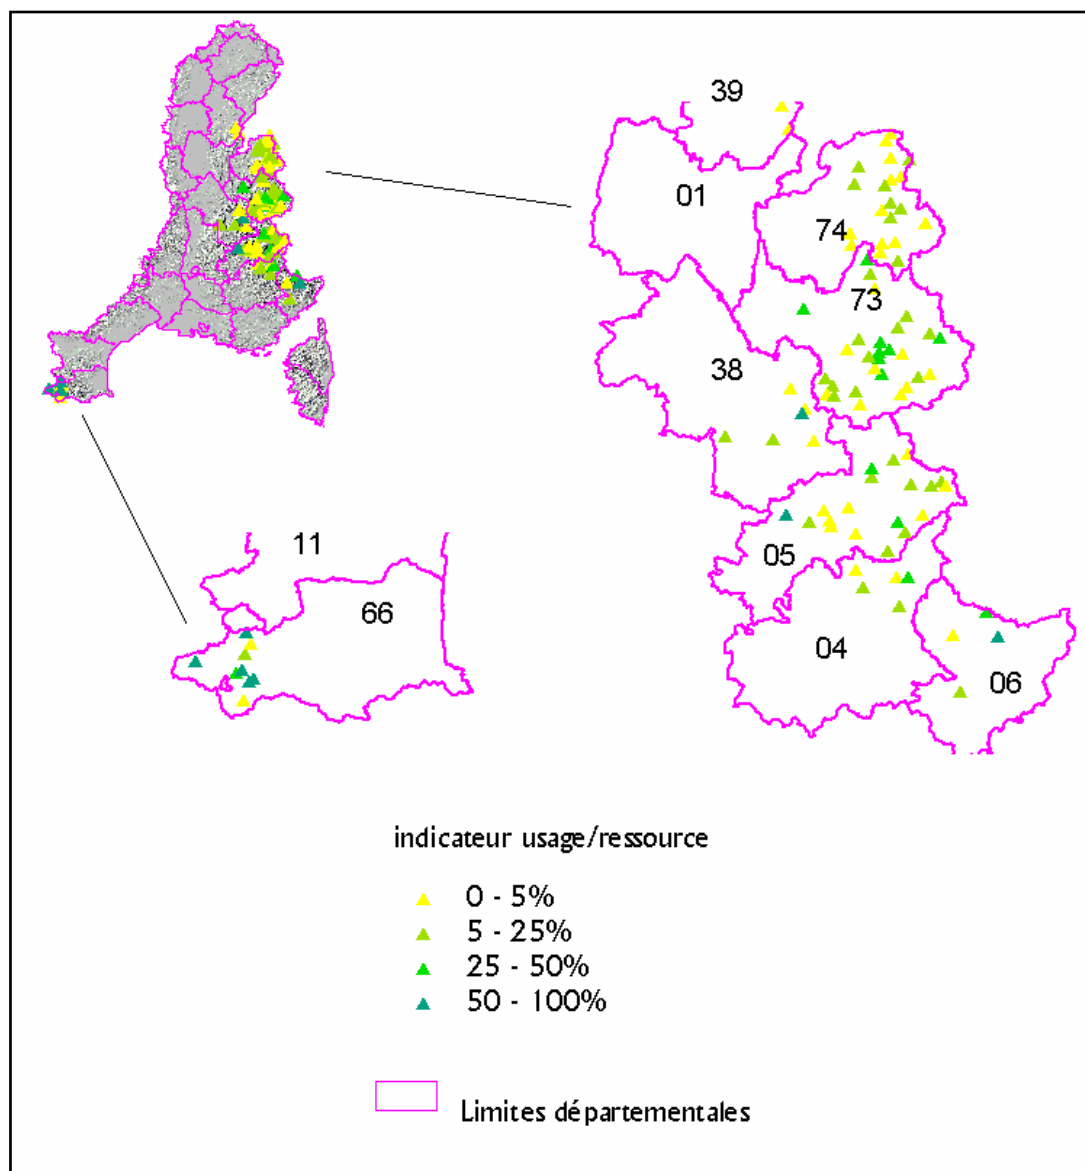 39
01
74
73
38
11
66
05
04
06
indicateur usage/ressource
0 - 5%
5 - 25%
25 - 50%
50 - 100%
Limites départementales